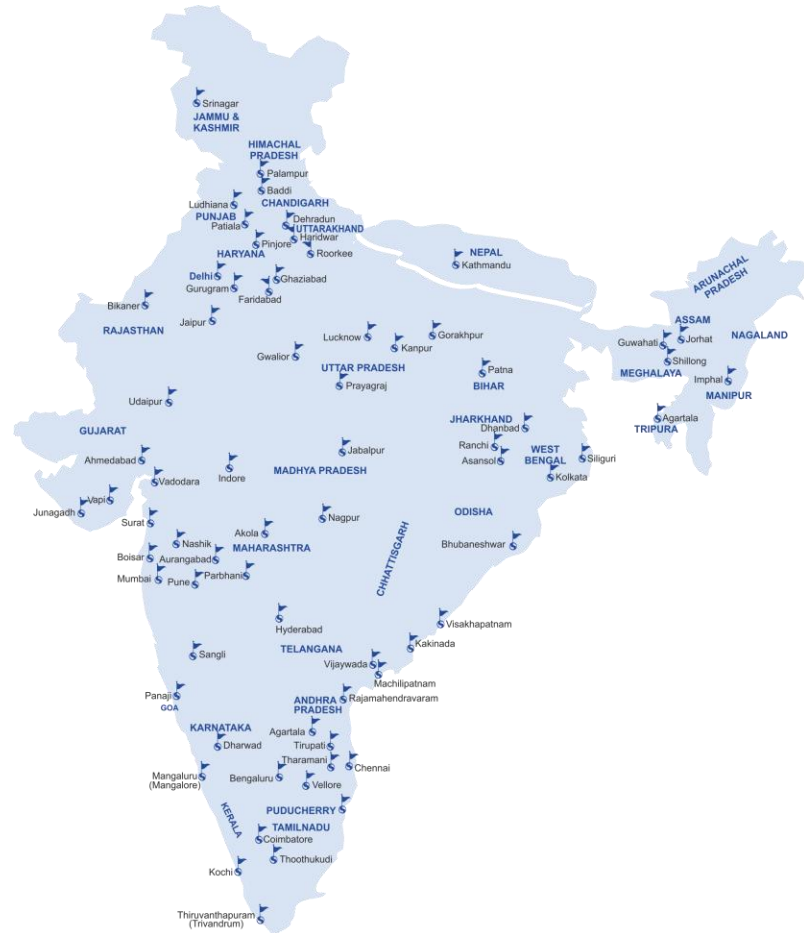 Srinagar
JAMMU &
KASHMIR
HIMACHAL
PRADESH
Palampur
Baddi
CHANDIGARH
Ludhiana
PUNJAB
Patiala
Dehradun
UTTARAKHAND
Haridwar
Pinjore
Roorkee
HARYANA
NEPAL
Kathmandu
Delhi
Ghaziabad
Gurugram
Faridabad
ARUNACHAL
PRADESH
Bikaner
RAJASTHAN
Jaipur
ASSAM
Lucknow
Gorakhpur
Kanpur
Guwahati
Jorhat
NAGALAND
Gwalior
Shillong
UTTAR PRADESH
Patna
MEGHALAYA
Imphal
Prayagraj
BIHAR
MANIPUR
Udaipur
JHARKHAND
Agartala
TRIPURA
GUJARAT
Dhanbad
Ranchi
WEST
BENGAL
Ahmedabad
Jabalpur
Asansol
Siliguri
Indore
MADHYA PRADESH
Vadodara
Kolkata
Vapi
Junagadh
ODISHA
Surat
Nagpur
Akola
Nashik
MAHARASHTRA
Bhubaneshwar
Boisar
Aurangabad
CHHATTISGARH
Mumbai
Pune
Parbhani
Visakhapatnam
Hyderabad
Kakinada
Sangli
TELANGANA
Vijaywada
Machilipatnam
Panaji
GOA
ANDHRA
PRADESH
Rajamahendravaram
KARNATAKA
Agartala
Dharwad
Tirupati
Tharamani
Chennai
Mangaluru
(Mangalore)
Bengaluru
Vellore
KERALA
PUDUCHERRY
TAMILNADU
Coimbatore
Thoothukudi
Kochi
Thiruvanthapuram
(Trivandrum)